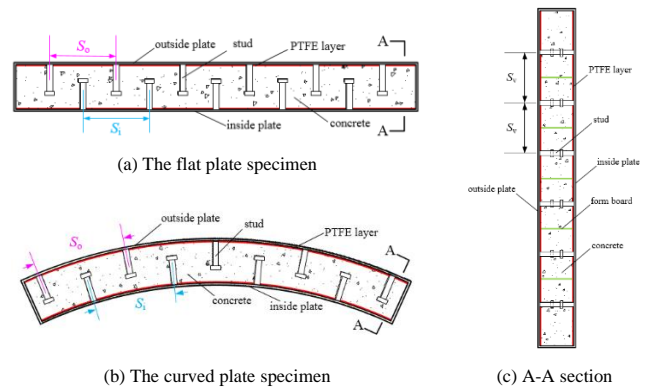 Sₒ
outside plate
stud
PTFE layer
A
Sᵢ
inside plate
concrete
A
(a) The flat plate specimen
Sₒ
outside plate
stud
PTFE layer
A
Sᵢ
concrete
inside plate
A
(b) The curved plate specimen
Sᵥ
PTFE layer
Sᵥ
stud
inside plate
outside plate
form board
concrete
(c) A-A section